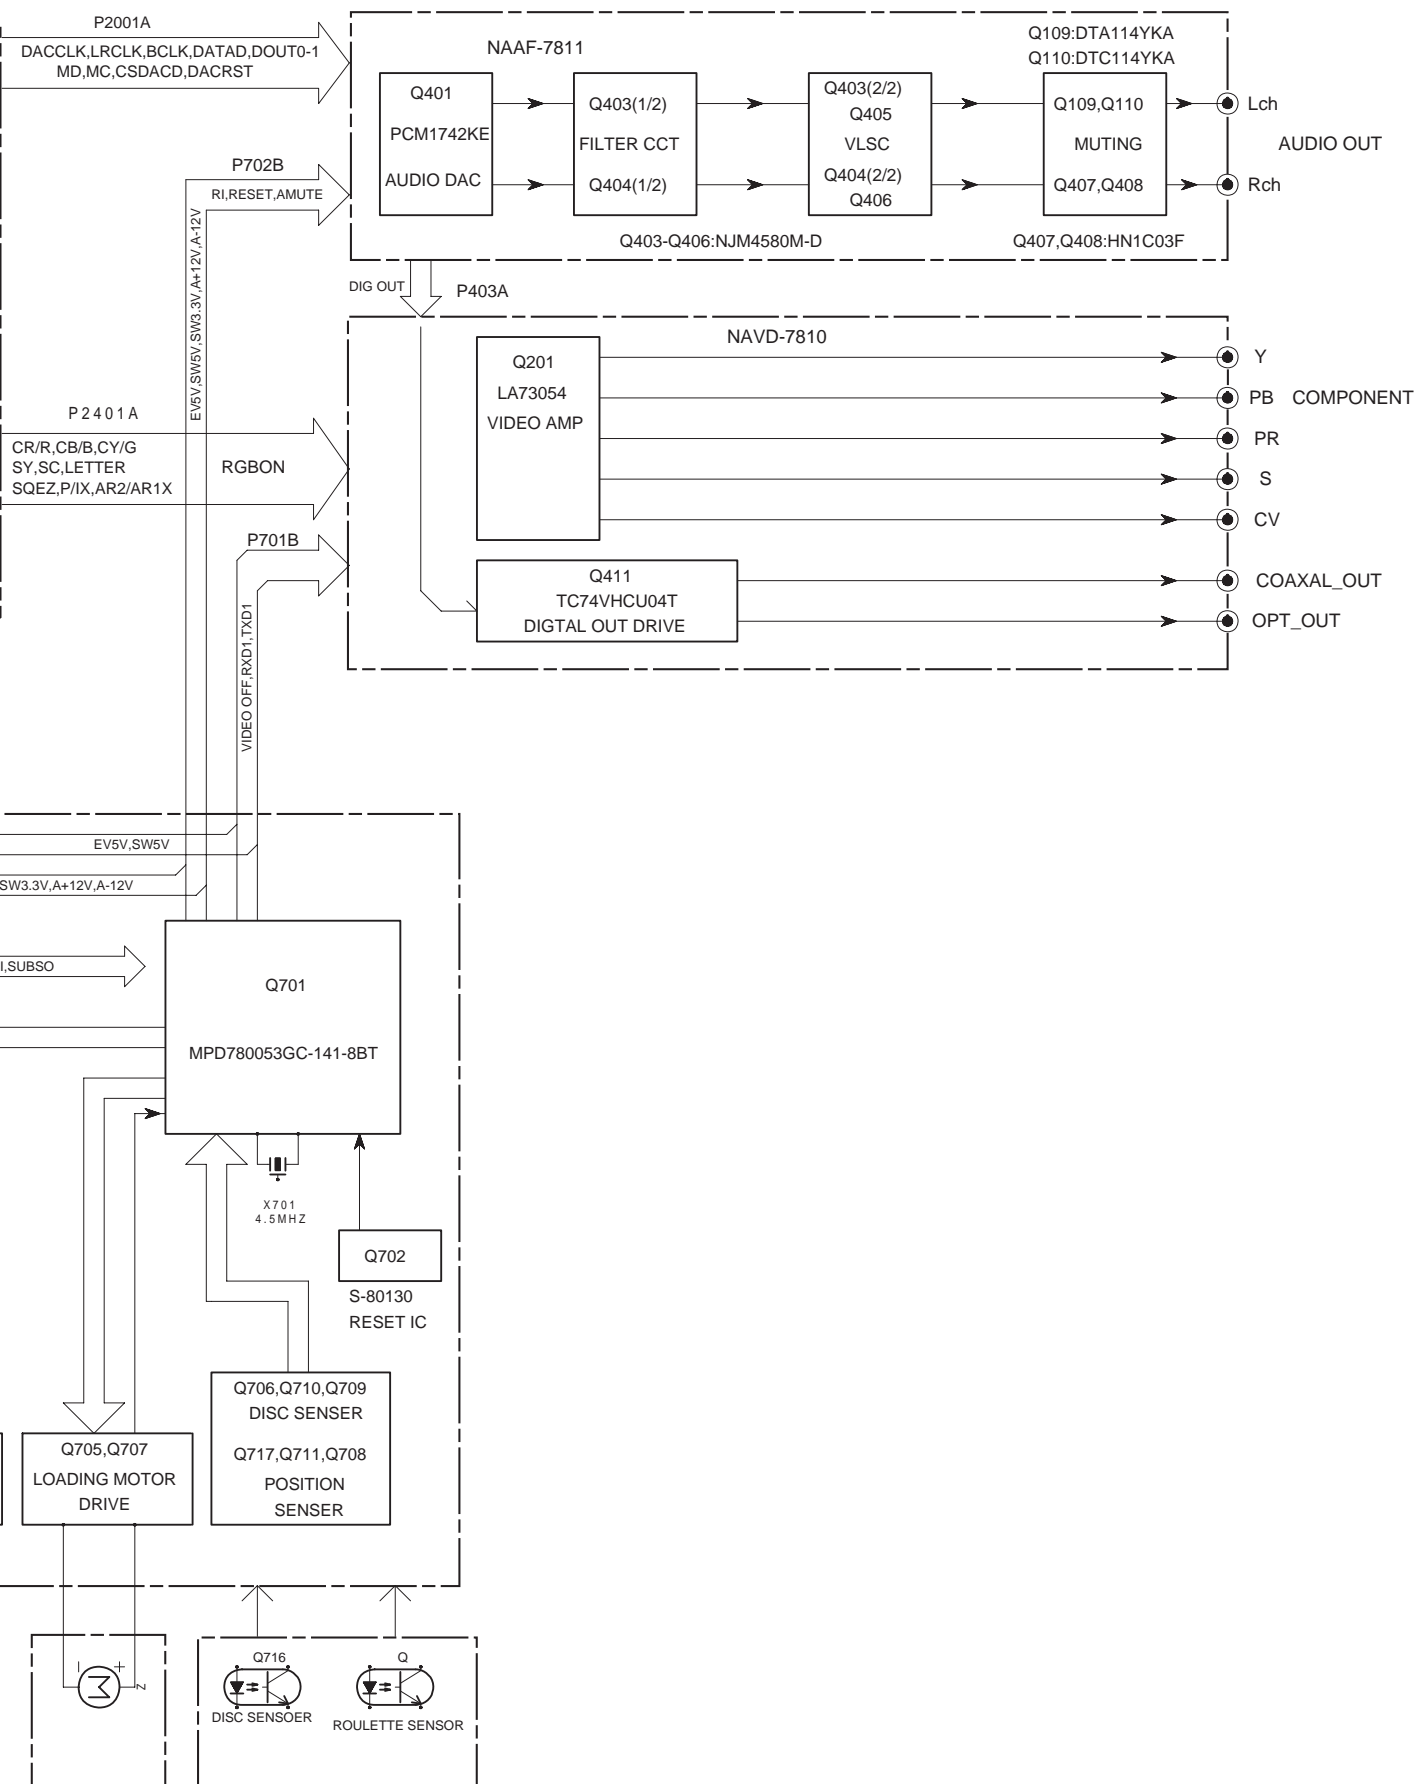 P2001A
DACCLK,LRCLK,BCLK,DATAD,DOUT0-1
MD,MC,CSDACD,DACRST
NAAF-7811
Q109:DTA114YKA
Q110:DTC114YKA
Q401
PCM1742KE
AUDIO DAC
Q403(1/2)
FILTER CCT
Q404(1/2)
Q403(2/2)
Q405
VLSC
Q404(2/2)
Q406
Q109,Q110
MUTING
Q407,Q408
Lch
AUDIO OUT
Rch
P702B
RI,RESET,AMUTE
Q403-Q406:NJM4580M-D
Q407,Q408:HN1C03F
EV5V,SW5V,SW3.3V,A+12V,A-12V
DIG OUT
P403A
NAVD-7810
Q201
LA73054
VIDEO AMP
Y
PB COMPONENT
PR
S
CV
P2401A
CR/R,CB/B,CY/G
SY,SC,LETTER
SQEZ,P/IX,AR2/AR1X
RGBON
P701B
VIDEO OFF,RXD1,TXD1
Q411
TC74VHCU04T
DIGTAL OUT DRIVE
COAXAL_OUT
OPT_OUT
EV5V,SW5V
SW3.3V,A+12V,A-12V
I,SUBSO
Q701
MPD780053GC-141-8BT
X701
4.5MHZ
Q702
S-80130
RESET IC
Q706,Q710,Q709
DISC SENSER
Q717,Q711,Q708
POSITION
SENSER
Q705,Q707
LOADING MOTOR
DRIVE
− +
M
Z
Q716
DISC SENSOER
Q
ROULETTE SENSOR